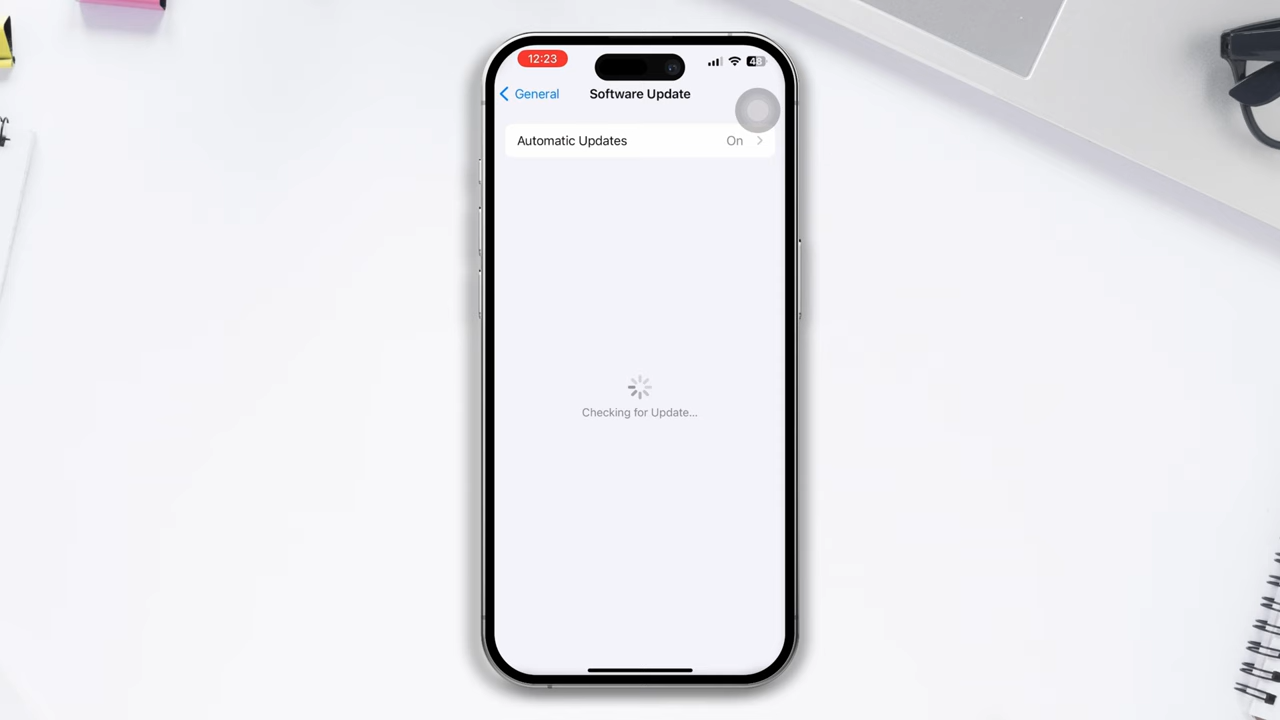 12:23
48
General
Software Update
Automatic Updates On
Checking for Update...